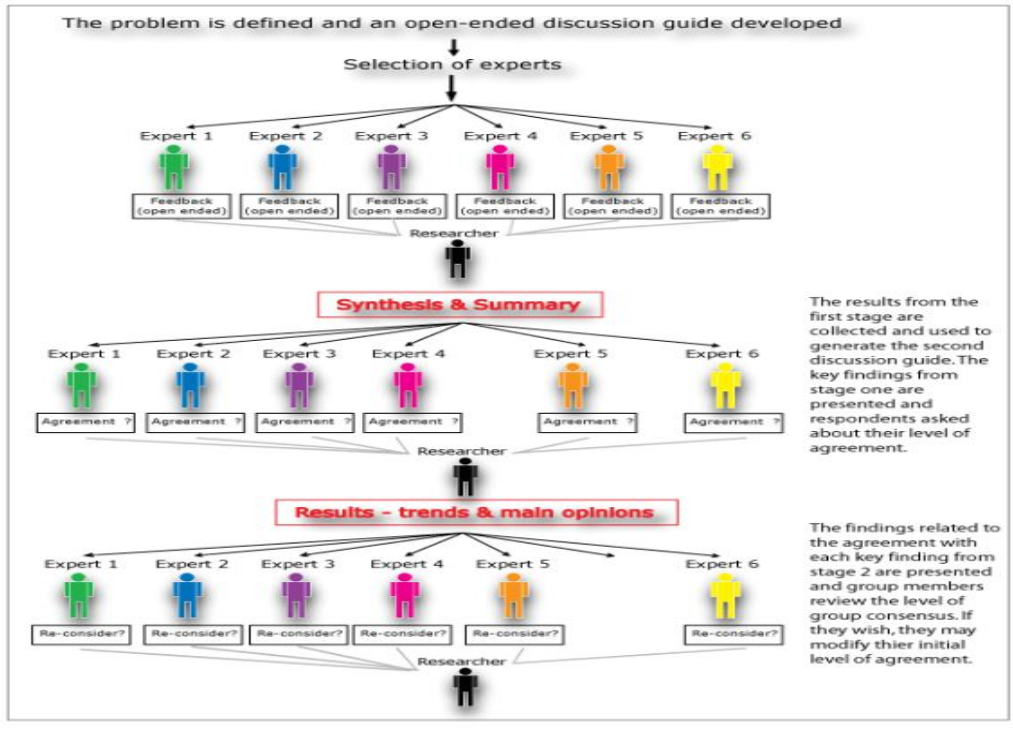 The problem is defined and an open-ended discussion guide developed
Selection of experts
Expert 1 Expert 2 Expert 3 Expert 4 Expert 5 Expert 6
Feedback Feedback Feedback Feedback Feedback Feedback
(open ended) (open ended) (open ended) (open ended) (open ended) (open ended)
Researcher
Synthesis & Summary
Expert 1 Expert 2 Expert 3 Expert 4 Expert 5 Expert 6
Agreement ? Agreement ? Agreement ? Agreement ? Agreement ? Agreement ?
Researcher
The results from the
first stage are
collected and used to
generate the second
discussion guide. The
key findings from
stage one are
presented and
respondents asked
about their level of
agreement.
Results - trends & main opinions
Expert 1 Expert 2 Expert 3 Expert 4 Expert 5 Expert 6
Re-consider? Re-consider? Re-consider? Re-consider? Re-consider? Re-consider?
Researcher
The findings related to
the agreement with
each key finding from
stage 2 are presented
and group members
review the level of
group consensus. If
they wish, they may
modify thier initial
level of agreement.